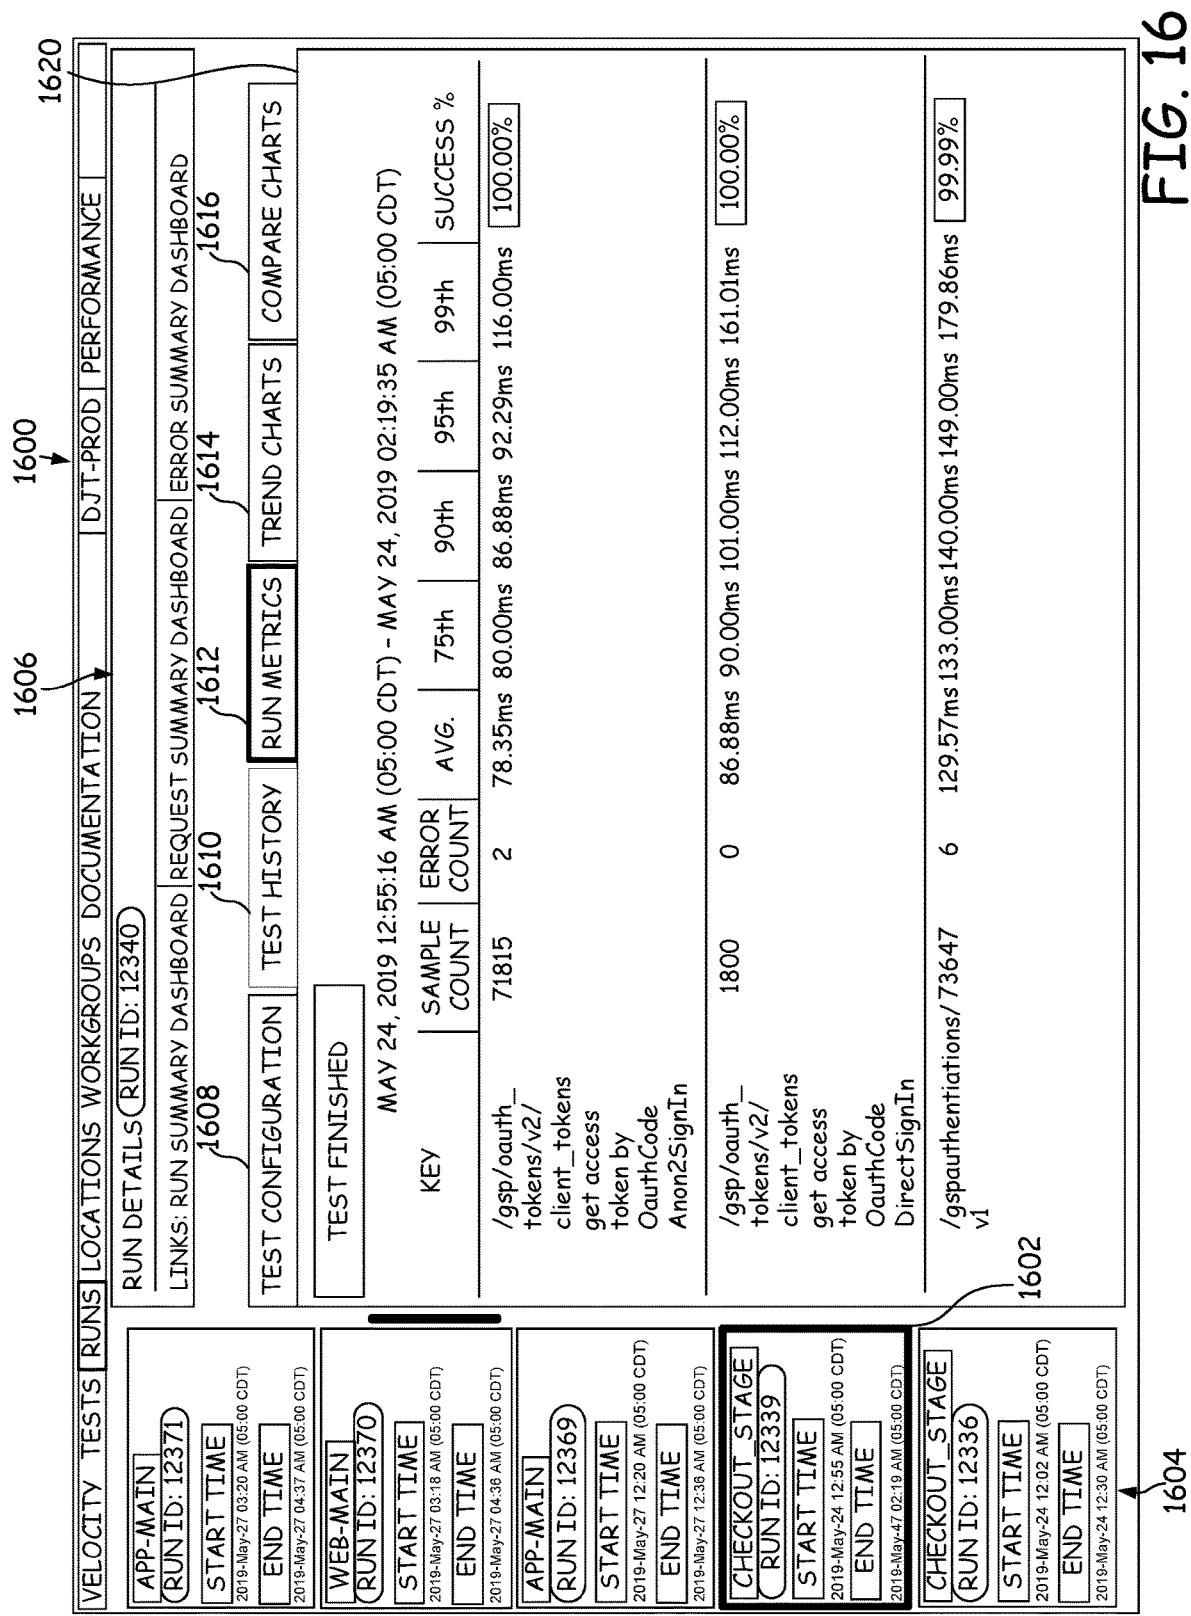 1600
1606
1620
VELOCITY TESTS RUNS LOCATIONS WORKGROUPS DOCUMENTATION DJT-PROD PERFORMANCE
APP-MAIN
RUN ID: 12371
START TIME
2019-May-27 03:20 AM (05:00 CDT)
END TIME
2019-May-27 04:37 AM (05:00 CDT)
WEB-MAIN
RUN ID: 12370
START TIME
2019-May-27 03:18 AM (05:00 CDT)
END TIME
2019-May-27 04:36 AM (05:00 CDT)
APP-MAIN
RUN ID: 12369
START TIME
2019-May-27 12:20 AM (05:00 CDT)
END TIME
2019-May-27 12:36 AM (05:00 CDT)
CHECKOUT_STAGE
RUN ID: 12339
START TIME
2019-May-24 12:55 AM (05:00 CDT)
END TIME
2019-May-47 02:19 AM (05:00 CDT)
CHECKOUT_STAGE
RUN ID: 12336
START TIME
2019-May-24 12:02 AM (05:00 CDT)
END TIME
2019-May-24 12:30 AM (05:00 CDT)
1604
1602
RUN DETAILS RUN ID: 12340
LINKS: RUN SUMMARY DASHBOARD REQUEST SUMMARY DASHBOARD ERROR SUMMARY DASHBOARD
1608
1610
1612
1614
1616
TEST CONFIGURATION TEST HISTORY RUN METRICS TREND CHARTS COMPARE CHARTS
TEST FINISHED
MAY 24, 2019 12:55:16 AM (05:00 CDT) - MAY 24, 2019 02:19:35 AM (05:00 CDT)
KEY SAMPLE COUNT ERROR COUNT AVG. 75th 90th 95th 99th SUCCESS %
/gsp/oauth_ 71815 2 78.35ms 80.00ms 86.88ms 92.29ms 116.00ms 100.00%
tokens/v2/
client_tokens
get access
token by
OauthCode
Anon2SignIn
/gsp/oauth_ 1800 0 86.88ms 90.00ms 101.00ms 112.00ms 161.01ms 100.00%
tokens/v2/
client_tokens
get access
token by
OauthCode
DirectSignIn
/gspauthentiations/ 73647 6 129.57ms 133.00ms 140.00ms 149.00ms 179.86ms 99.99%
v1
FIG. 16